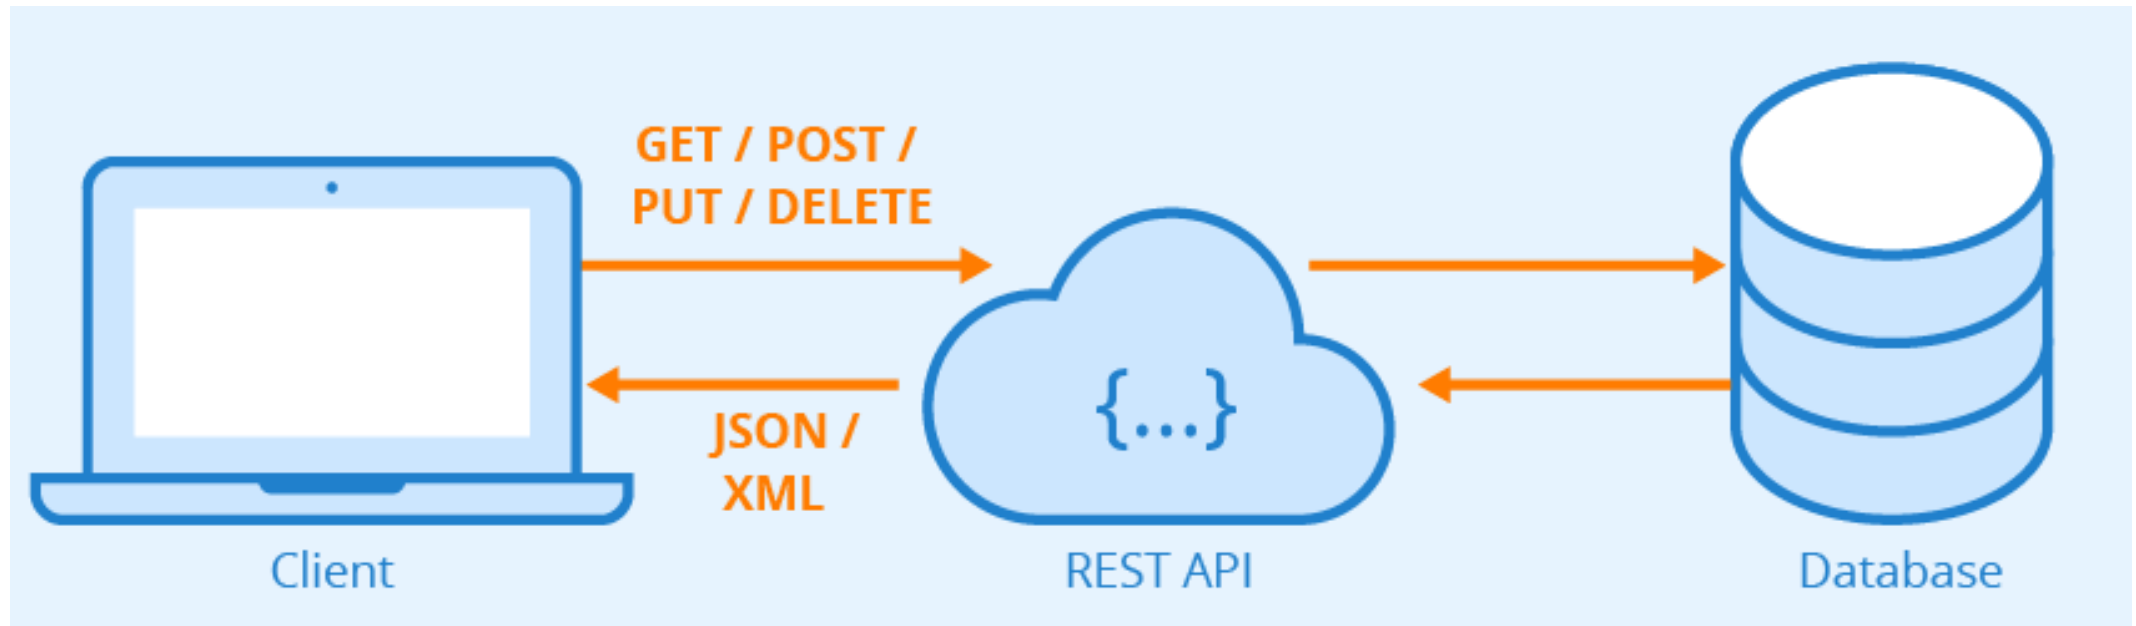 GET / POST /
PUT / DELETE
{...}
JSON /
XML
Client
REST API
Database